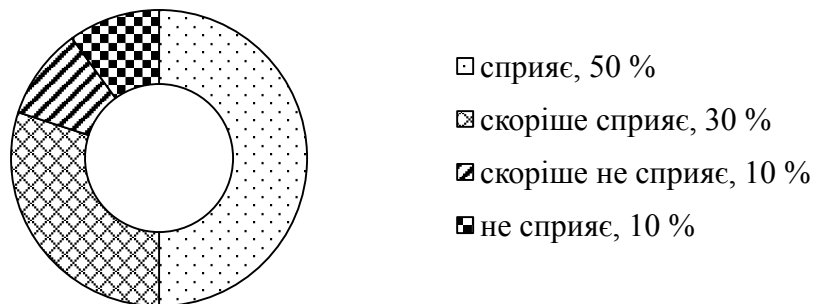 сприяє, 50 %
скоріше сприяє, 30 %
скоріше не сприяє, 10 %
не сприяє, 10 %